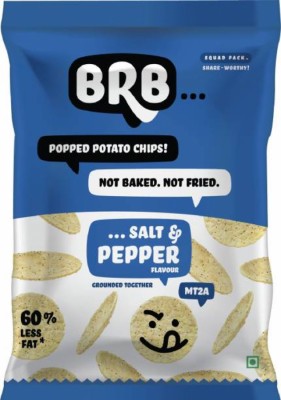 SQUAD PACK.
SHARE-WORTHY!
BRB...
POPPED POTATO CHIPS!
NOT BAKED. NOT FRIED.
... SALT &
PEPPER
FLAVOUR
GROUNDED TOGETHER
MT2A
60%
LESS
FAT